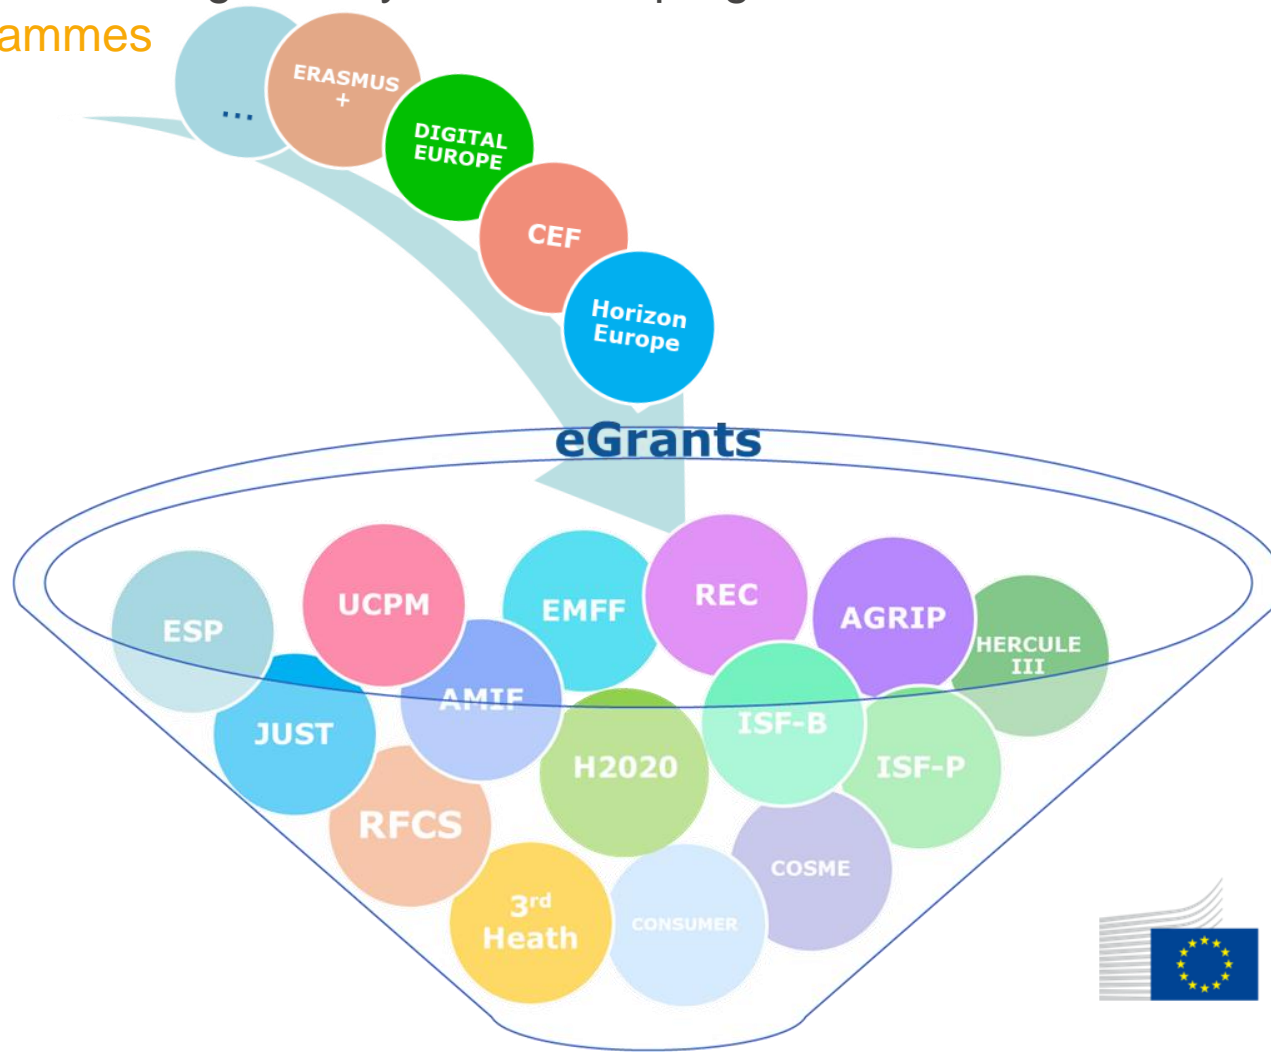 ammes
...
ERASMUS
+
DIGITAL
EUROPE
CEF
Horizon
Europe
eGrants
ESP
UCPM
EMFF
REC
AGRIP
HERCULE
III
JUST
AMIF
H2020
ISF-B
ISF-P
RFCS
3rd
Heath
CONSUMER
COSME